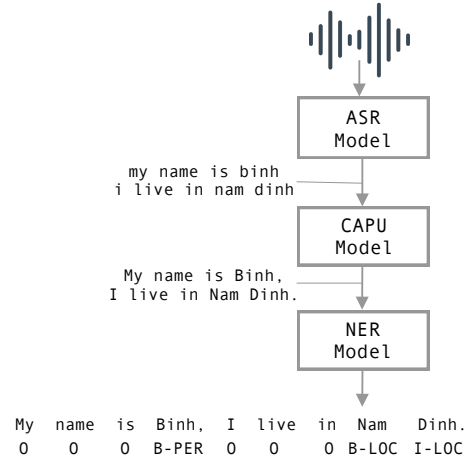 ASR
Model
my name is binh
i live in nam dinh
CAPU
Model
My name is Binh,
I live in Nam Dinh.
NER
Model
My name is Binh, I live in Nam Dinh.
O O O B-PER O O O B-LOC I-LOC